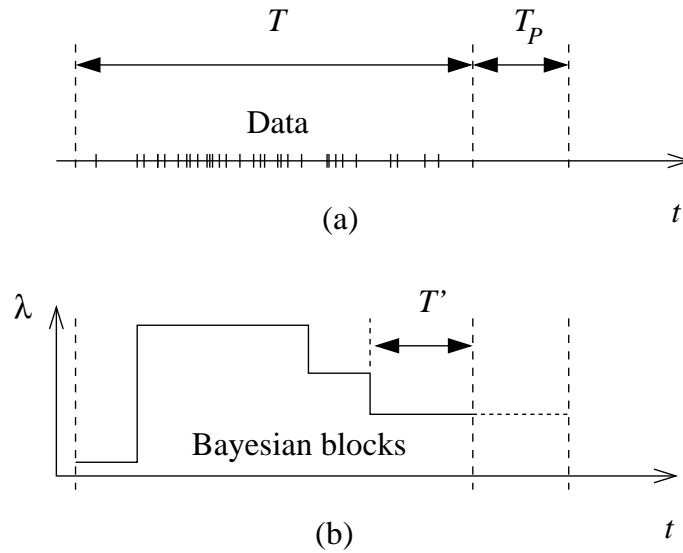 T
T_P
Data
t
(a)
λ
T’
Bayesian blocks
t
(b)